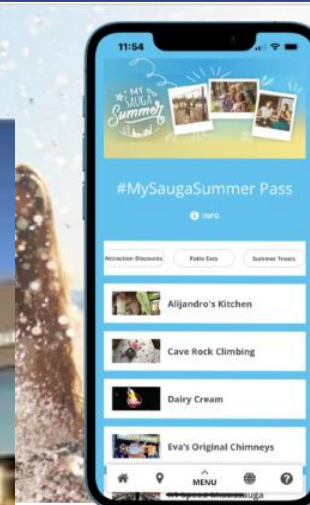 11:54
MY
SAUGA
Summer
#MySaugaSummer Pass
INFO
Attraction Discounts
Patio Eats
Summer Treats
Alijandro's Kitchen
Cave Rock Climbing
Dairy Cream
Eva's Original Chimneys
MENU